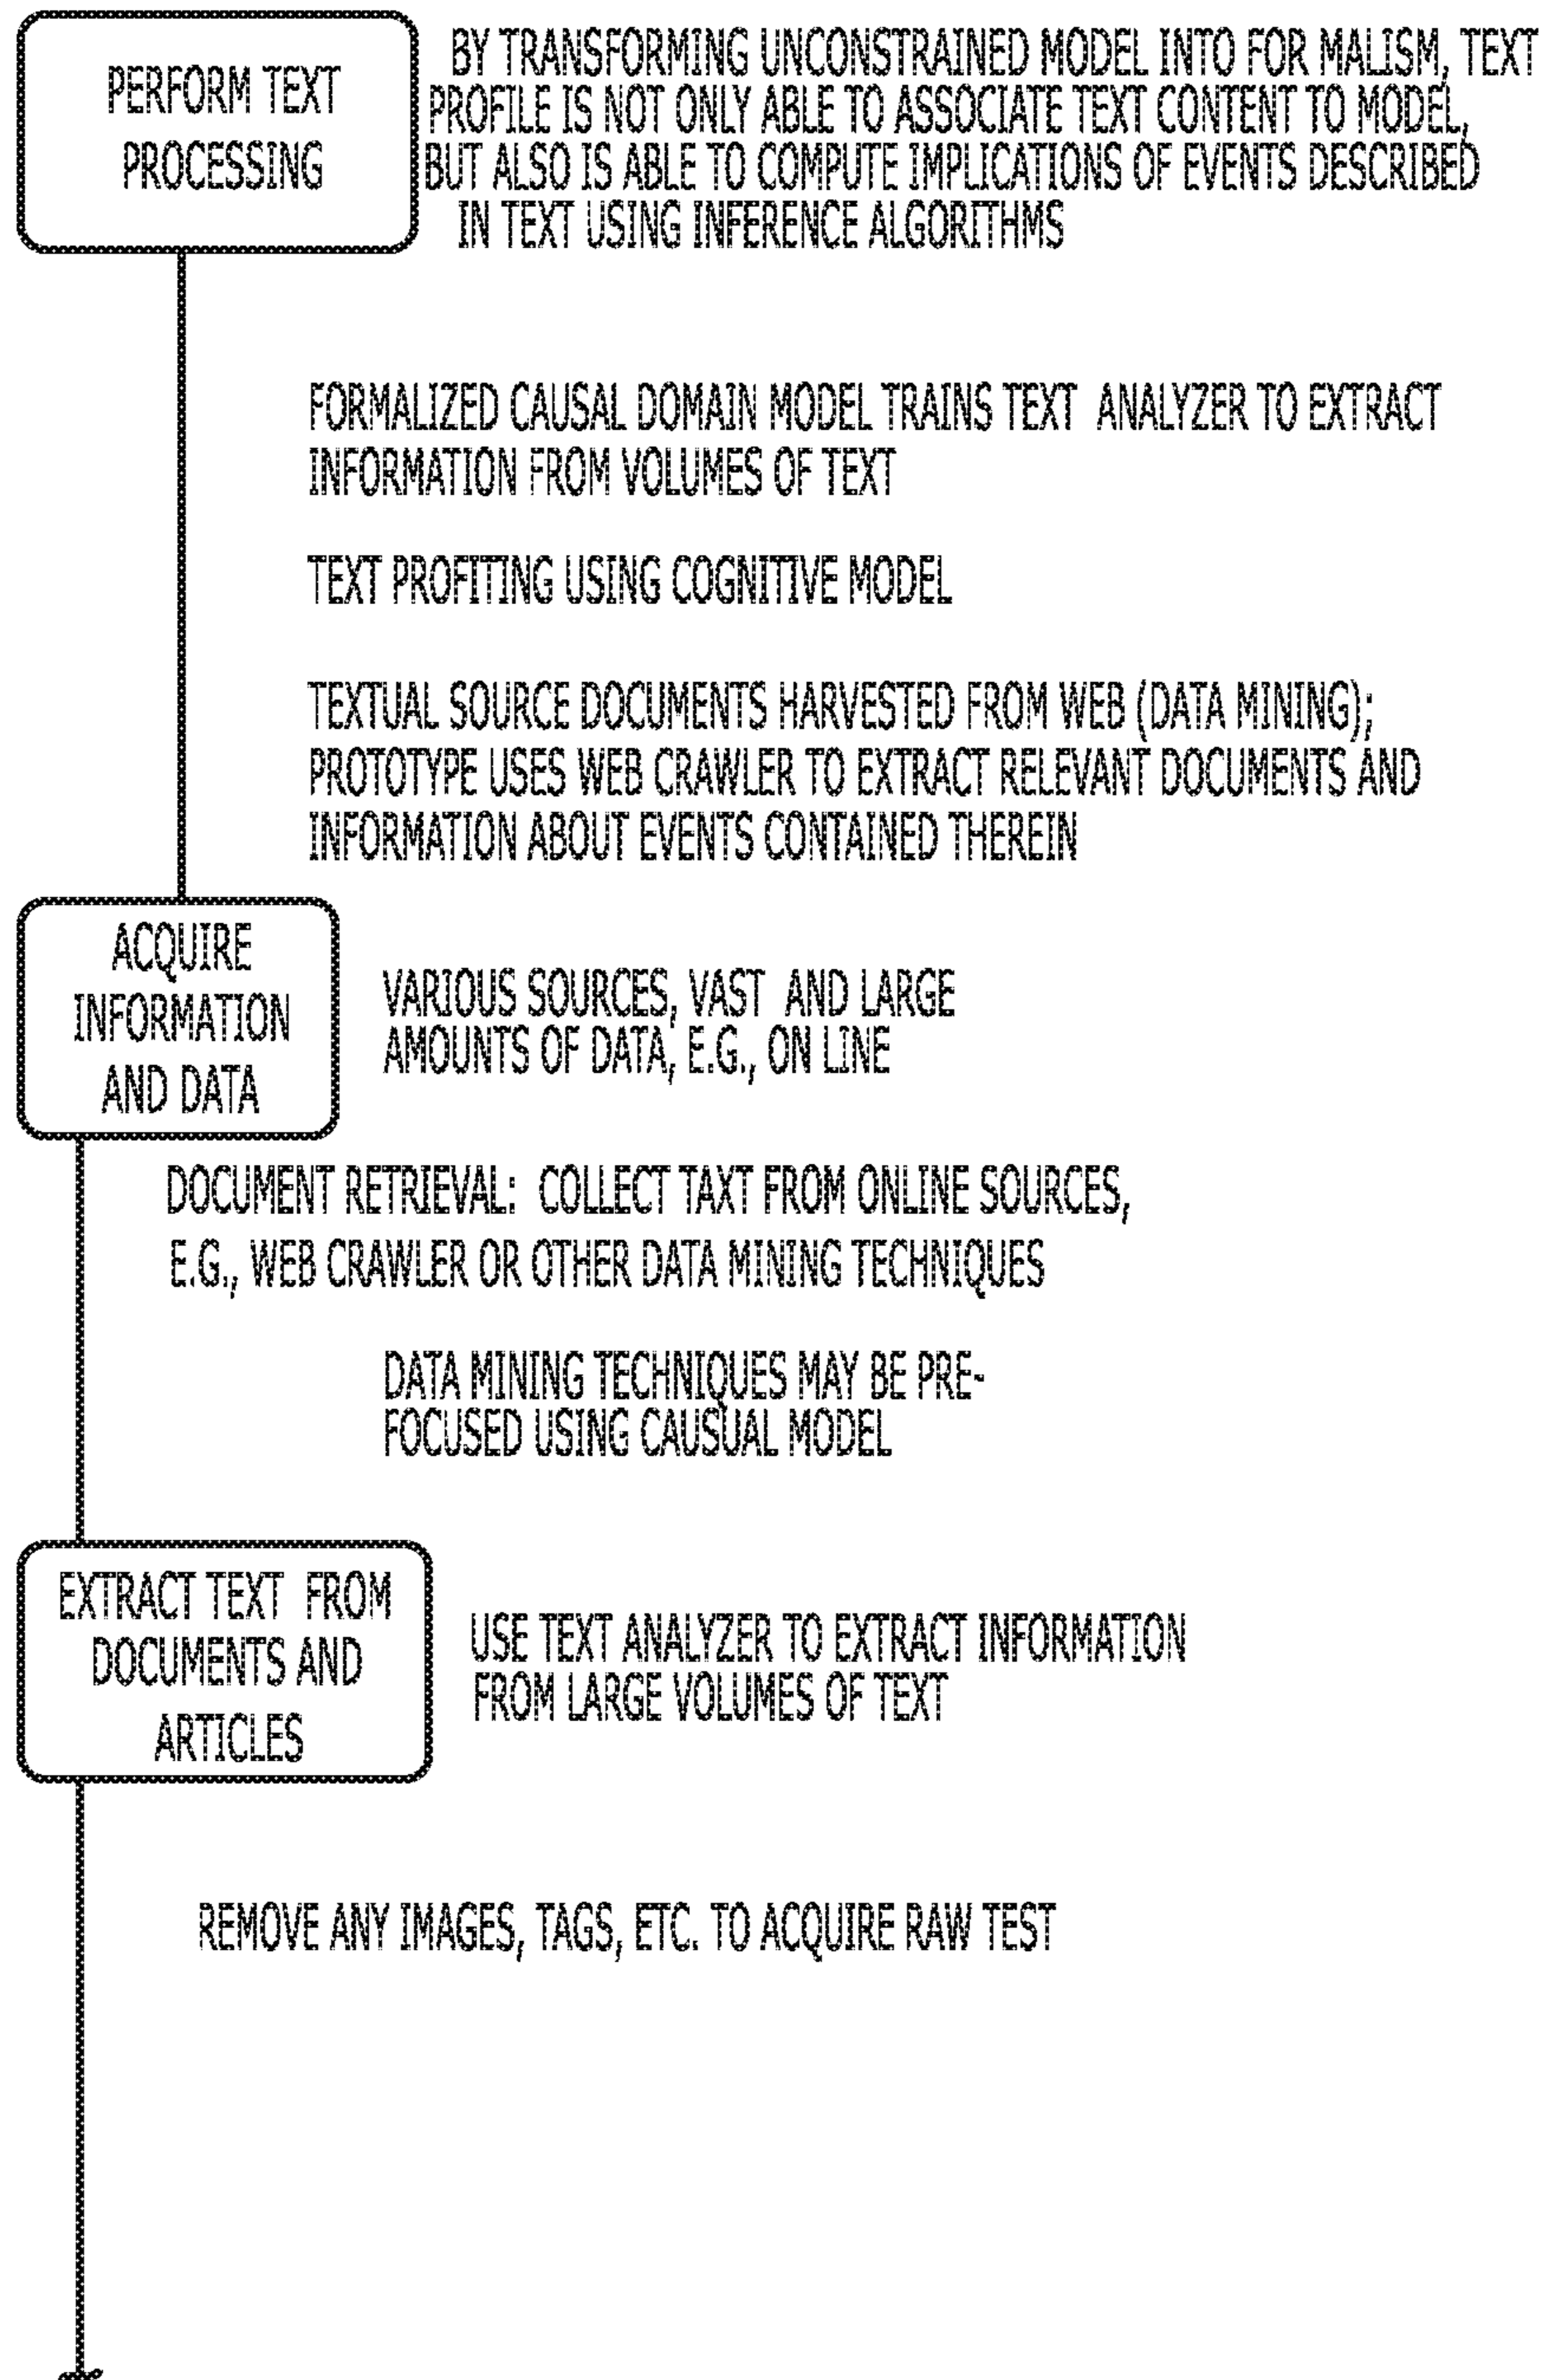 PERFORM TEXT
PROCESSING
BY TRANSFORMING UNCONSTRAINED MODEL INTO FOR MALISM, TEXT
PROFILE IS NOT ONLY ABLE TO ASSOCIATE TEXT CONTENT TO MODEL,
BUT ALSO IS ABLE TO COMPUTE IMPLICATIONS OF EVENTS DESCRIBED
IN TEXT USING INFERENCE ALGORITHMS
FORMALIZED CAUSAL DOMAIN MODEL TRAINS TEXT ANALYZER TO EXTRACT
INFORMATION FROM VOLUMES OF TEXT
TEXT PROFITING USING COGNITIVE MODEL
TEXTUAL SOURCE DOCUMENTS HARVESTED FROM WEB (DATA MINING);
PROTOTYPE USES WEB CRAWLER TO EXTRACT RELEVANT DOCUMENTS AND
INFORMATION ABOUT EVENTS CONTAINED THEREIN
ACQUIRE
INFORMATION
AND DATA
VARIOUS SOURCES, VAST AND LARGE
AMOUNTS OF DATA, E.G., ON LINE
DOCUMENT RETRIEVAL: COLLECT TAXT FROM ONLINE SOURCES,
E.G., WEB CRAWLER OR OTHER DATA MINING TECHNIQUES
DATA MINING TECHNIQUES MAY BE PRE-
FOCUSED USING CAUSUAL MODEL
EXTRACT TEXT FROM
DOCUMENTS AND
ARTICLES
USE TEXT ANALYZER TO EXTRACT INFORMATION
FROM LARGE VOLUMES OF TEXT
REMOVE ANY IMAGES, TAGS, ETC. TO ACQUIRE RAW TEST